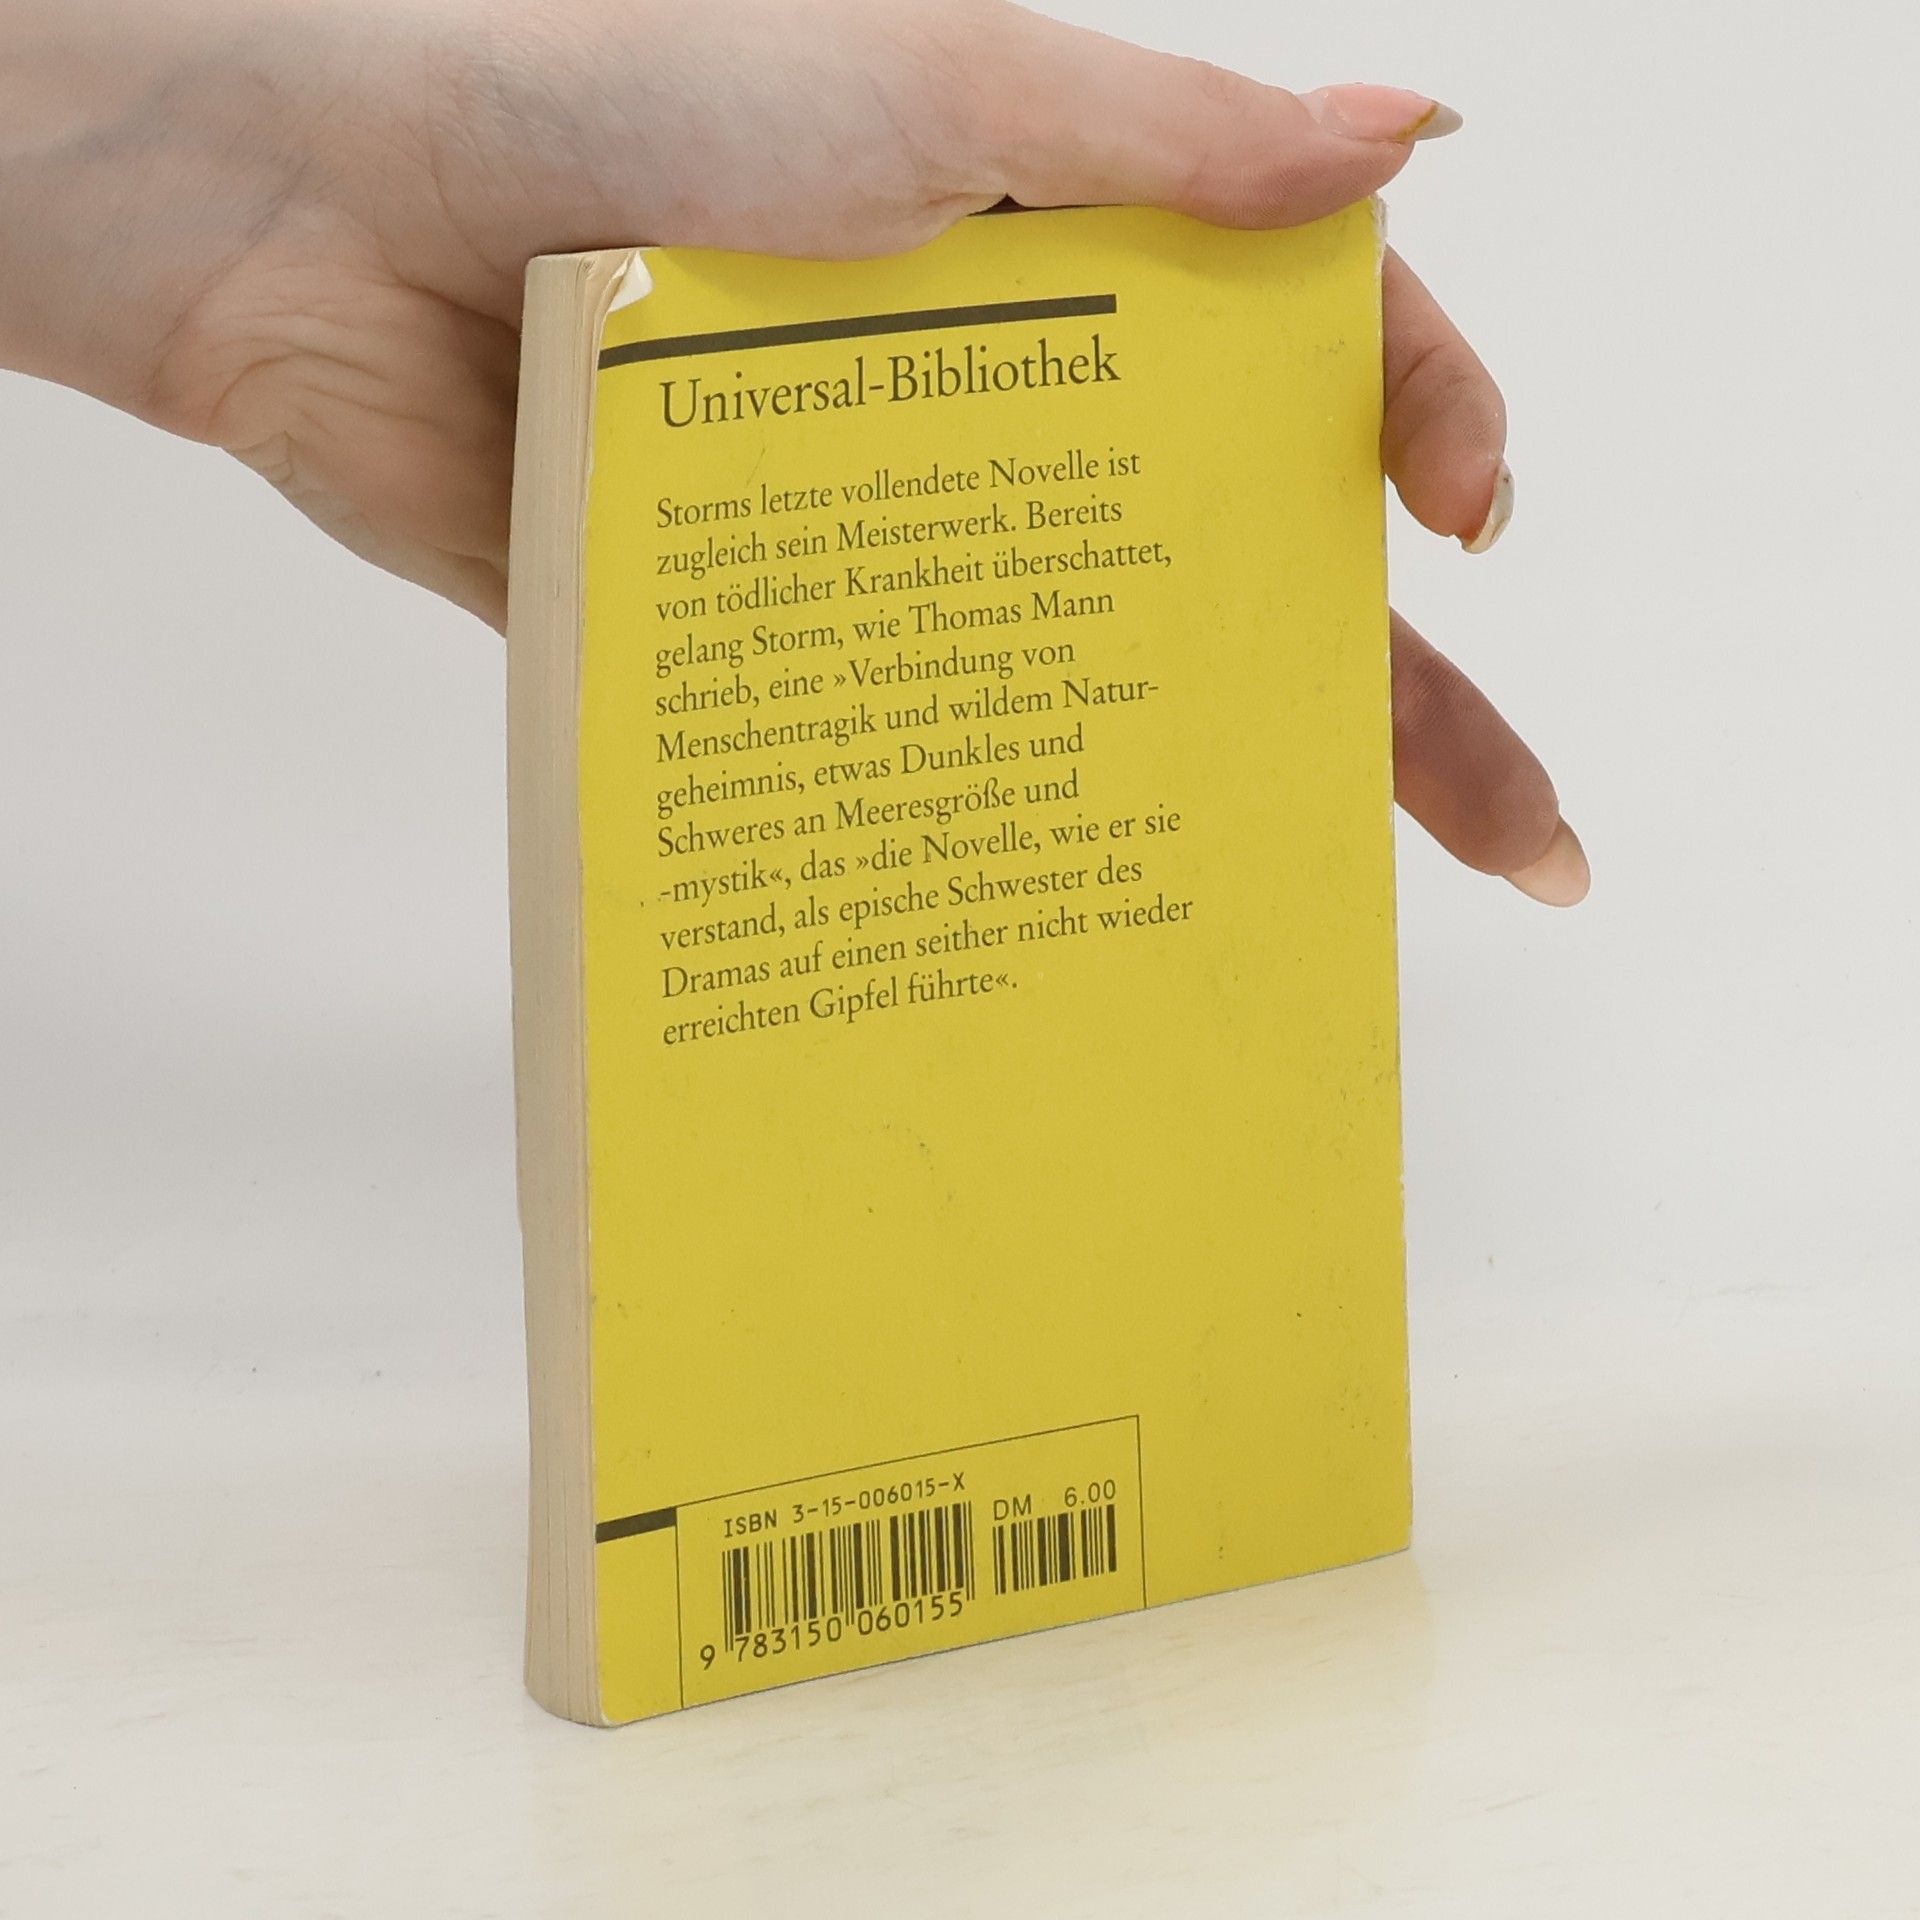 Universal-Bibliothek
Storms letzte vollendete Novelle ist
zugleich sein Meisterwerk. Bereits
von tödlicher Krankheit überschattet,
gelang Storm, wie Thomas Mann
schrieb, eine »Verbindung von
Menschentragik und wildem Natur-
geheimnis, etwas Dunkles und
Schweres an Meeresgröße und
-mystik«, das »die Novelle, wie er sie
verstand, als epische Schwester des
Dramas auf einen seither nicht wieder
erreichten Gipfel führte«.
ISBN 3-15-006015-X
DM 6.00
9 783150 060155